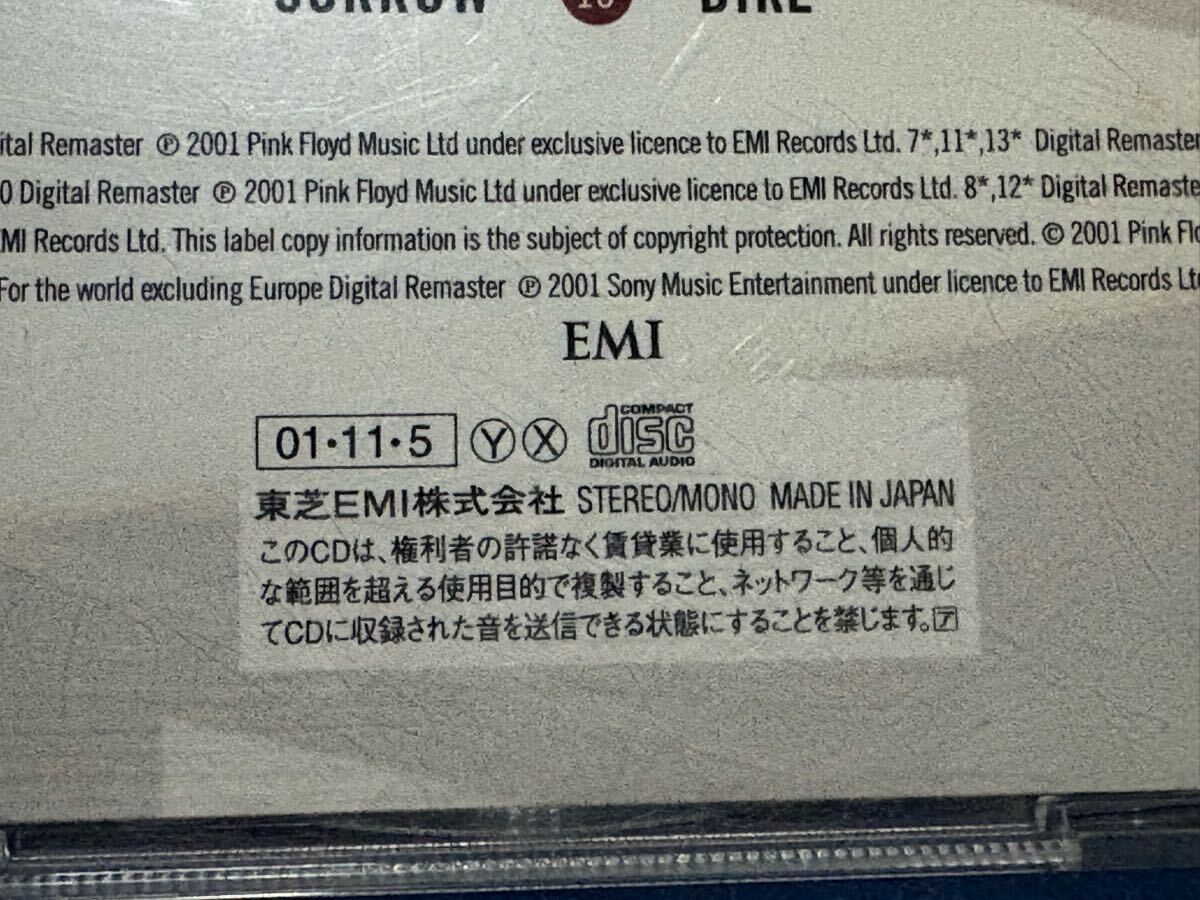 SORROW 16 BIKE
ital Remaster Ⓟ 2001 Pink Floyd Music Ltd under exclusive licence to EMI Records Ltd. 7*,11*,13* Digital Remaster
0 Digital Remaster Ⓟ 2001 Pink Floyd Music Ltd under exclusive licence to EMI Records Ltd. 8*,12* Digital Remaste
EMI Records Ltd. This label copy information is the subject of copyright protection. All rights reserved. © 2001 Pink Flo
For the world excluding Europe Digital Remaster Ⓟ 2001 Sony Music Entertainment under licence to EMI Records Ltd
EMI
01・11・5 Ⓨ Ⓧ COMPACT disc DIGITAL AUDIO
東芝EMI株式会社 STEREO/MONO MADE IN JAPAN
このCDは、権利者の許諾なく賃貸業に使用すること、個人的
な範囲を超える使用目的で複製すること、ネットワーク等を通じ
てCDに収録された音を送信できる状態にすることを禁じます。ア